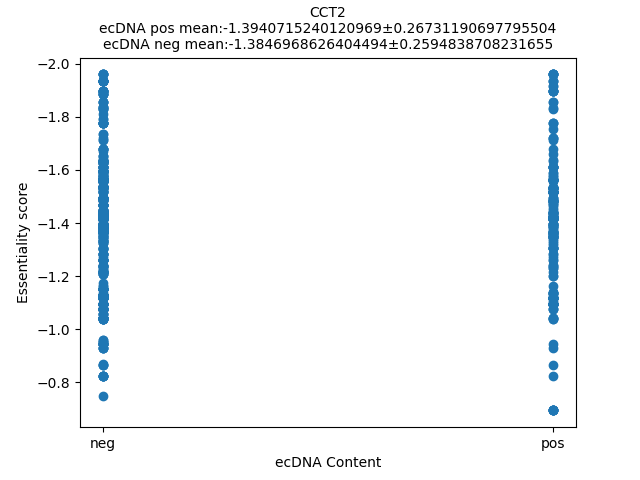 CCT2
ecDNA pos mean:-1.3940715240120969±0.26731190697795504
ecDNA neg mean:-1.3846968626404494±0.2594838708231655
−2.0
−1.8
−1.6
−1.4
−1.2
−1.0
−0.8
Essentiality score
neg
pos
ecDNA Content